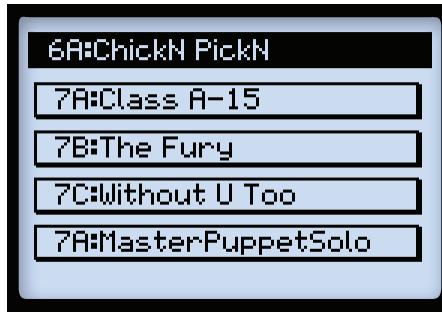 6A:ChickN PickN
7A:Class A-15
7B:The Fury
7C:Without U Too
7A:MasterPuppetSolo